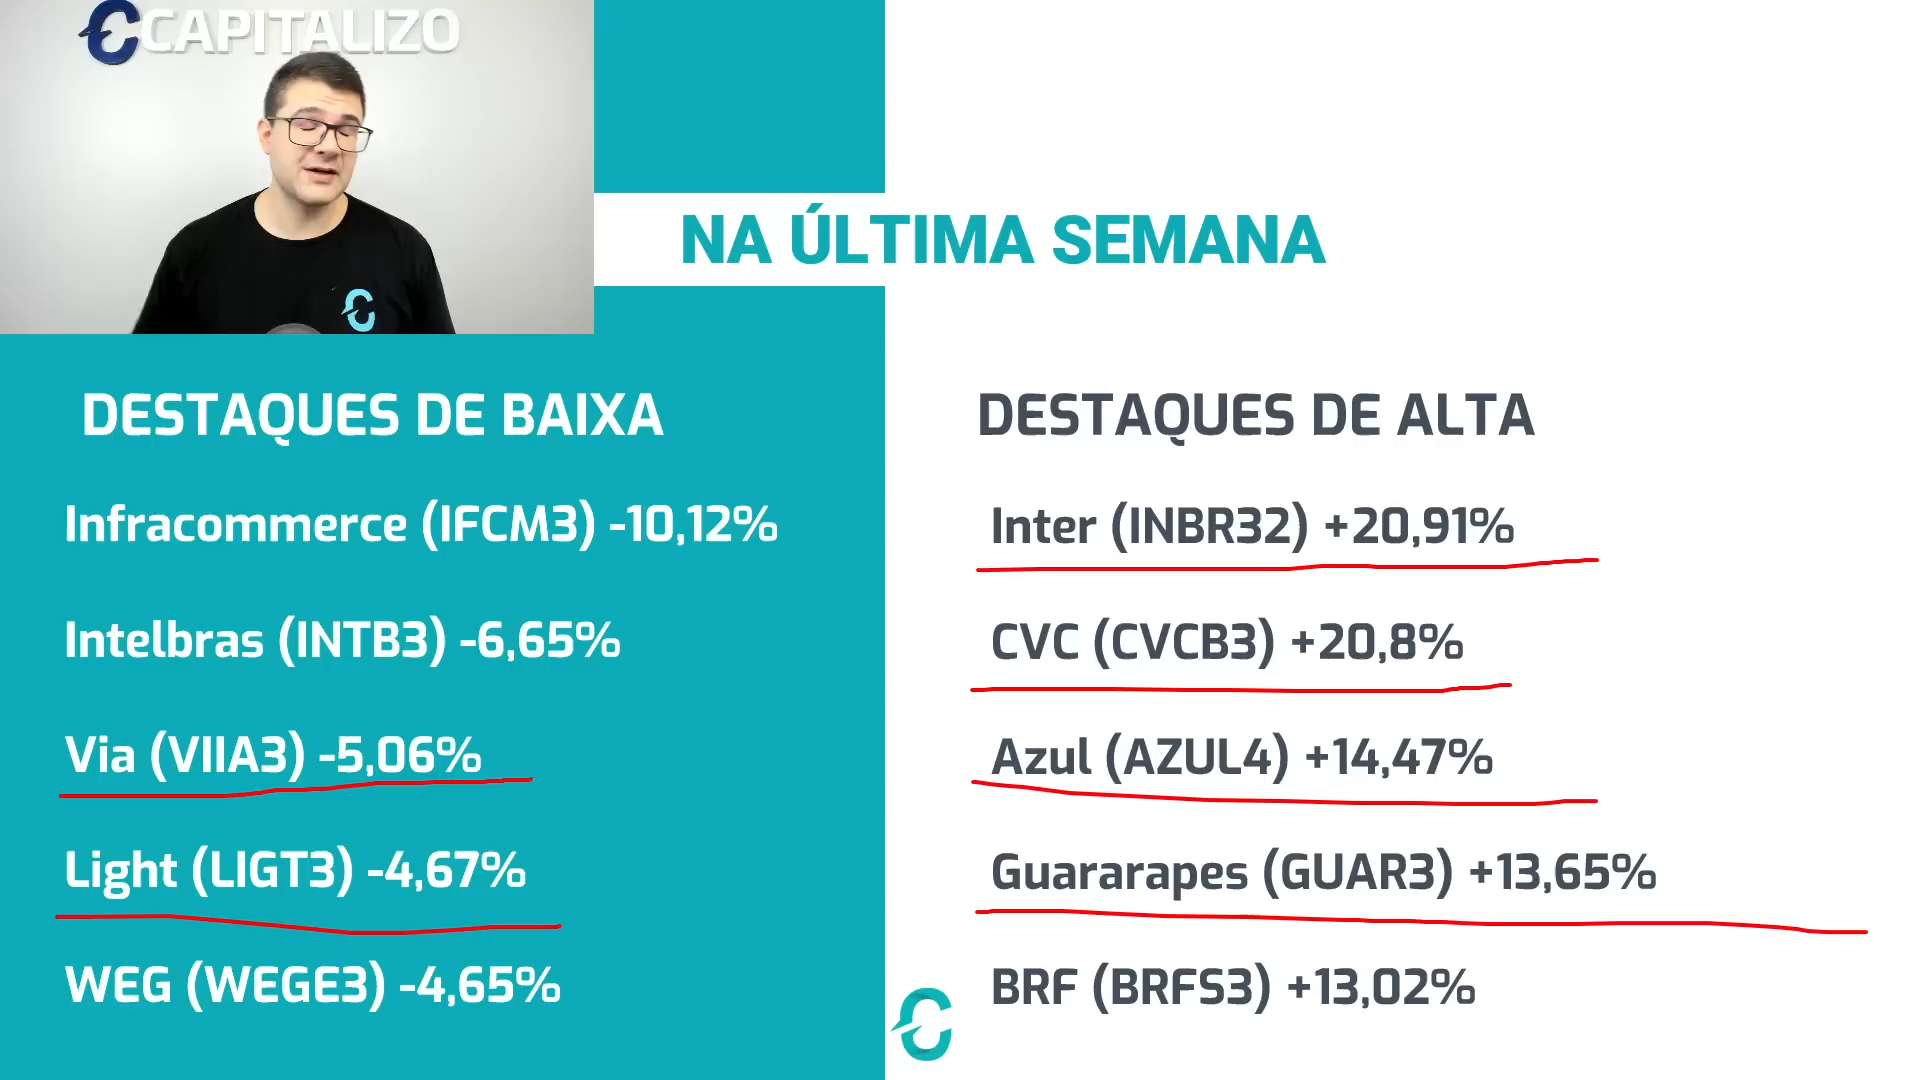 CAPITALIZO
NA ÚLTIMA SEMANA
DESTAQUES DE BAIXA
Infracommerce (IFCM3) -10,12%
Intelbras (INTB3) -6,65%
Via (VIIA3) -5,06%
Light (LIGT3) -4,67%
WEG (WEGE3) -4,65%
DESTAQUES DE ALTA
Inter (INBR32) +20,91%
CVC (CVCB3) +20,8%
Azul (AZUL4) +14,47%
Guararapes (GUAR3) +13,65%
BRF (BRFS3) +13,02%